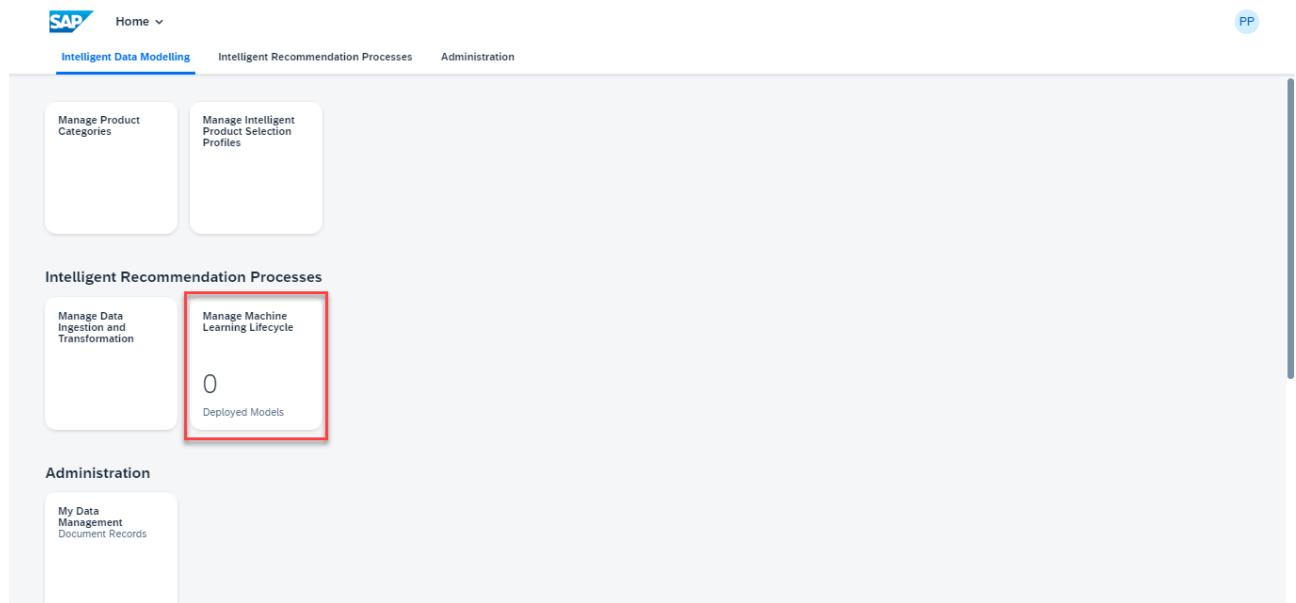 SAP
Home
PP
Intelligent Data Modelling
Intelligent Recommendation Processes
Administration
Manage Product
Categories
Manage Intelligent
Product Selection
Profiles
Intelligent Recommendation Processes
Manage Data
Ingestion and
Transformation
Manage Machine
Learning Lifecycle
0
Deployed Models
Administration
My Data
Management
Document Records